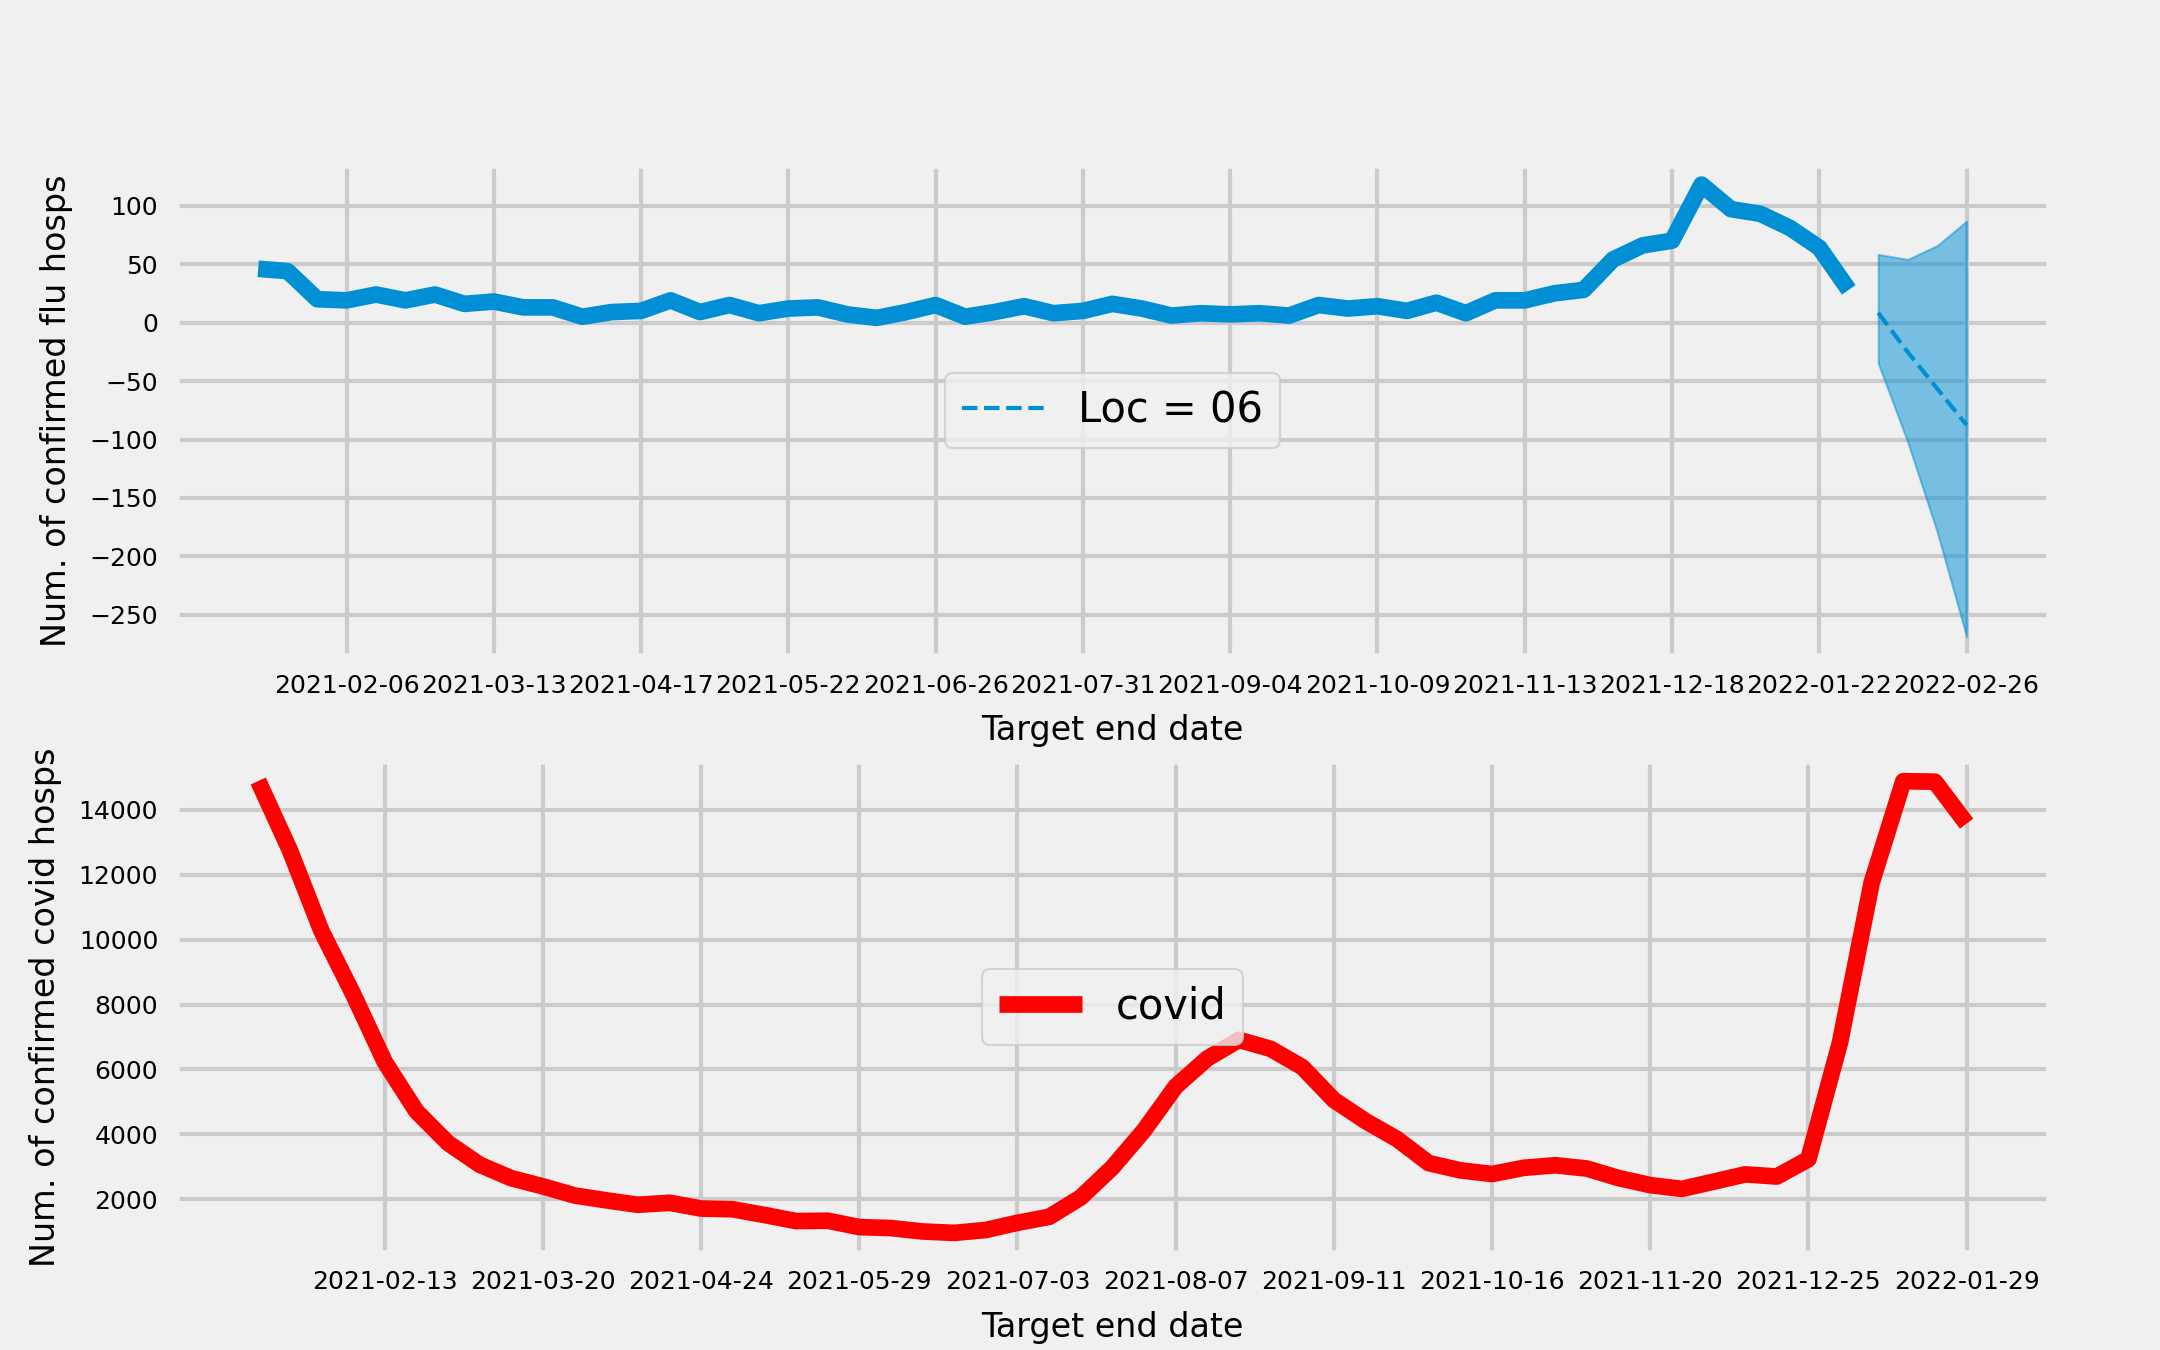 Num. of confirmed flu hosps
100
50
0
−50
−100
−150
−200
−250
Loc = 06
2021-02-06 2021-03-13 2021-04-17 2021-05-22 2021-06-26 2021-07-31 2021-09-04 2021-10-09 2021-11-13 2021-12-18 2022-01-22 2022-02-26
Target end date
Num. of confirmed covid hosps
14000
12000
10000
8000
6000
4000
2000
covid
2021-02-13 2021-03-20 2021-04-24 2021-05-29 2021-07-03 2021-08-07 2021-09-11 2021-10-16 2021-11-20 2021-12-25 2022-01-29
Target end date